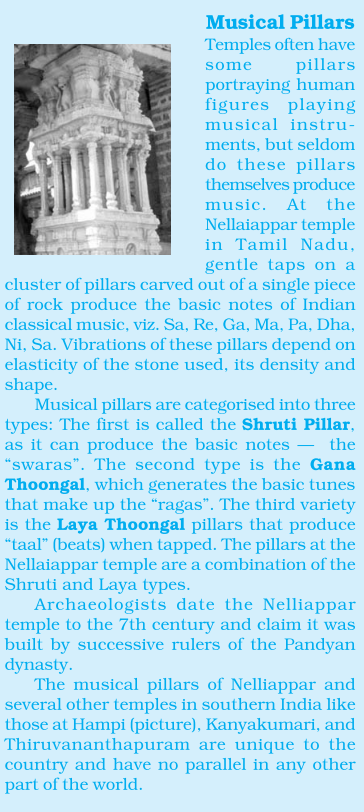 Musical Pillars
Temples often have
some pillars
portraying human
figures playing
musical instru-
ments, but seldom
do these pillars
themselves produce
music. At the
Nellaiappar temple
in Tamil Nadu,
gentle taps on a
cluster of pillars carved out of a single piece
of rock produce the basic notes of Indian
classical music, viz. Sa, Re, Ga, Ma, Pa, Dha,
Ni, Sa. Vibrations of these pillars depend on
elasticity of the stone used, its density and
shape.
Musical pillars are categorised into three
types: The first is called the Shruti Pillar,
as it can produce the basic notes — the
“swaras”. The second type is the Gana
Thoongal, which generates the basic tunes
that make up the “ragas”. The third variety
is the Laya Thoongal pillars that produce
“taal” (beats) when tapped. The pillars at the
Nellaiappar temple are a combination of the
Shruti and Laya types.
Archaeologists date the Nelliappar
temple to the 7th century and claim it was
built by successive rulers of the Pandyan
dynasty.
The musical pillars of Nelliappar and
several other temples in southern India like
those at Hampi (picture), Kanyakumari, and
Thiruvananthapuram are unique to the
country and have no parallel in any other
part of the world.